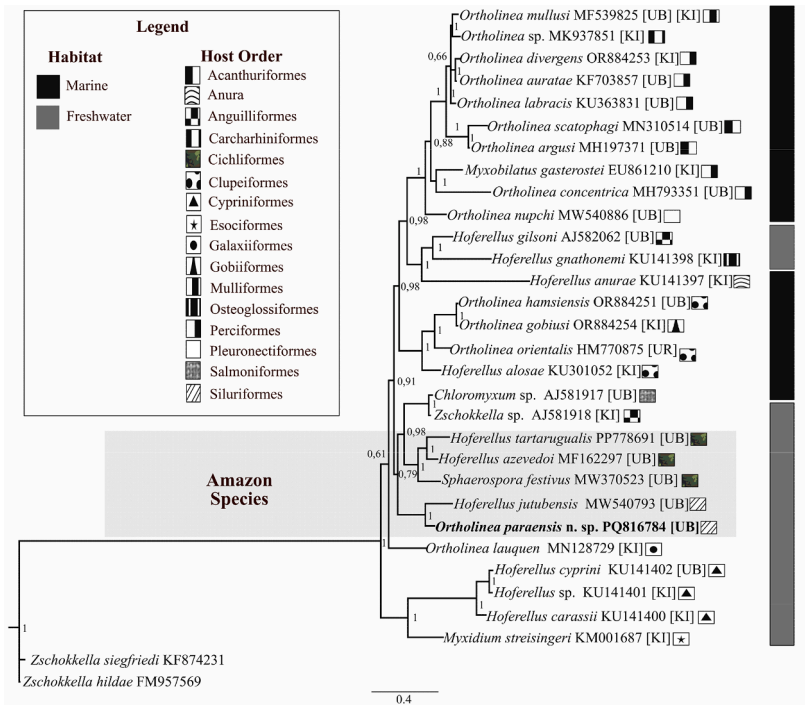 Legend
Habitat
Marine
Freshwater
Host Order
Acanthuriformes
Anura
Anguilliformes
Carcharhiniformes
Cichliformes
Clupeiformes
Cypriniformes
Esociformes
Galaxiiformes
Gobiiformes
Mulliformes
Osteoglossiformes
Perciformes
Pleuronectiformes
Salmoniformes
Siluriformes
Ortholinea mullusi MF539825 [UB] [KI]
Ortholinea sp. MK937851 [KI]
0,66
1
Ortholinea divergens OR884253 [KI]
1
Ortholinea auratae KF703857 [UB]
1
Ortholinea labracis KU363831 [UB]
1
Ortholinea scatophagi MN310514 [UB]
1
0,88
Ortholinea argusi MH197371 [UB]
Myxobilatus gasterostei EU861210 [KI]
1
1
Ortholinea concentrica MH793351 [UB]
Ortholinea nupchi MW540886 [UB]
0,98
Hoferellus gilsoni AJ582062 [UB]
1
Hoferellus gnathonemi KU141398 [KI]
1
Hoferellus anurae KU141397 [KI]
0,98
Ortholinea hamsiensis OR884251 [UB]
1
Ortholinea gobiusi OR884254 [KI]
1
Ortholinea orientalis HM770875 [UR]
1
Hoferellus alosae KU301052 [KI]
0,91
Chloromyxum sp. AJ581917 [UB]
1
Zschokkella sp. AJ581918 [KI]
0,98
Hoferellus tartarugualis PP778691 [UB]
1
Hoferellus azevedoi MF162297 [UB]
0,61
0,79
1
Sphaerospora festivus MW370523 [UB]
Amazon
Species
Hoferellus jutubensis MW540793 [UB]
1
Ortholinea paraensis n. sp. PQ816784 [UB]
1
Ortholinea lauquen MN128729 [KI]
Hoferellus cyprini KU141402 [UB]
1
Hoferellus sp. KU141401 [KI]
1
Hoferellus carassii KU141400 [KI]
1
Myxidium streisingeri KM001687 [KI]
1
Zschokkella siegfriedi KF874231
Zschokkella hildae FM957569
0.4